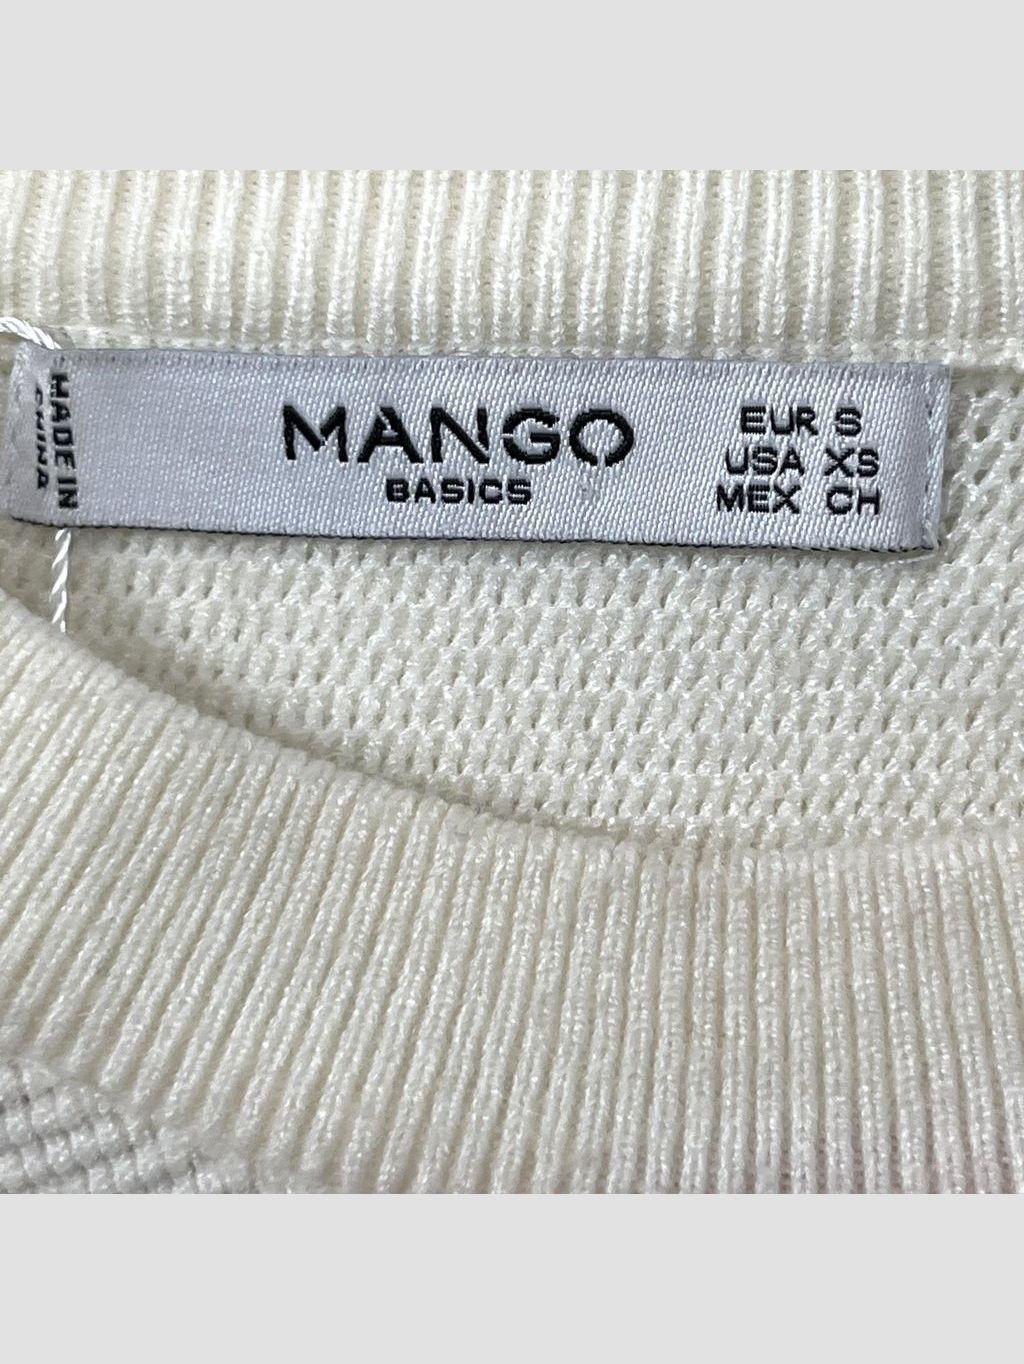 MADE IN
CHINA
MANGO
BASICS
EUR S
USA XS
MEX CH